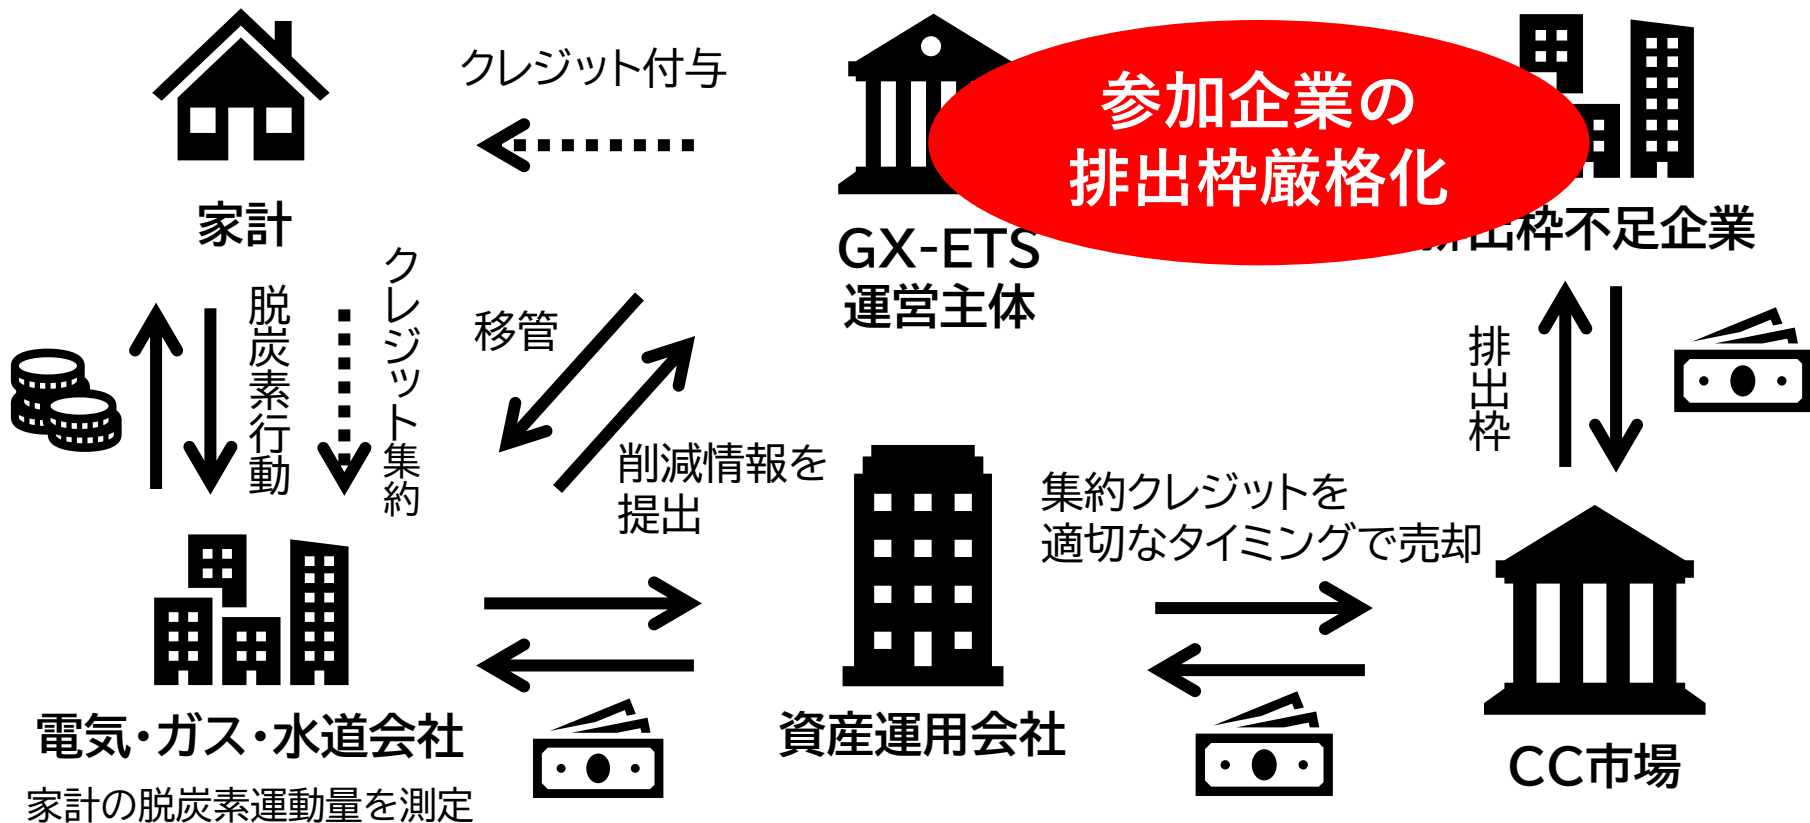 クレジット付与
参加企業の
排出枠厳格化
家計
GX-ETS
運営主体
排出枠不足企業
脱炭素行動
クレジット集約
移管
削減情報を
提出
排出枠
集約クレジットを
適切なタイミングで売却
電気・ガス・水道会社
家計の脱炭素運動量を測定
資産運用会社
CC市場